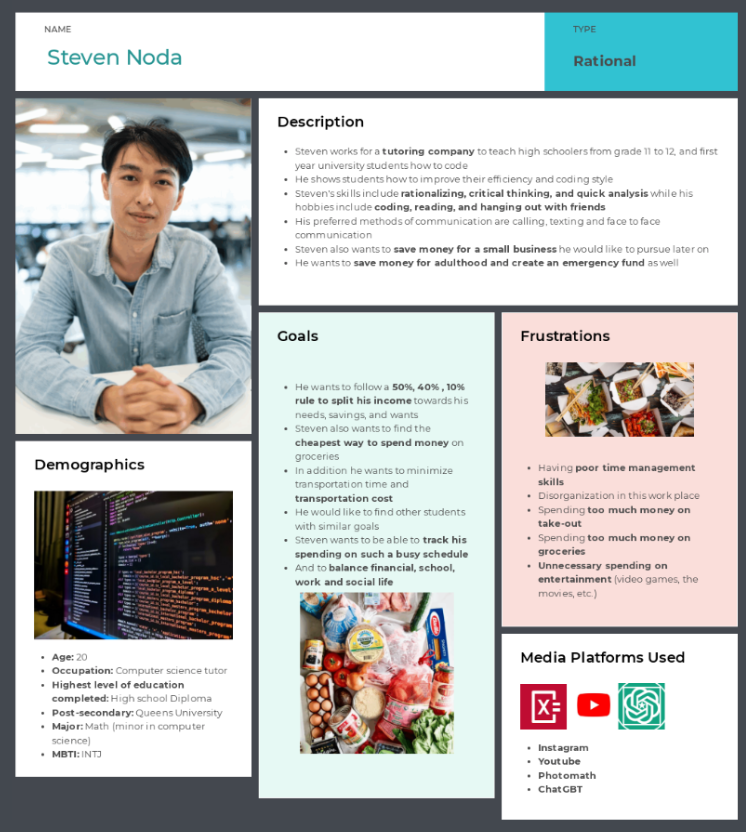 NAME
Steven Noda
TYPE
Rational
Description
• Steven works for a tutoring company to teach high schoolers from grade 11 to 12, and first
year university students how to code
• He shows students how to improve their efficiency and coding style
• Steven's skills include rationalizing, critical thinking, and quick analysis while his
hobbies include coding, reading, and hanging out with friends
• His preferred methods of communication are calling, texting and face to face
communication
• Steven also wants to save money for a small business he would like to pursue later on
• He wants to save money for adulthood and create an emergency fund as well
Demographics
• Age: 20
• Occupation: Computer science tutor
• Highest level of education
completed: High school Diploma
• Post-secondary: Queens University
• Major: Math (minor in computer
science)
• MBTI: INTJ
Goals
• He wants to follow a 50%, 40% , 10%
rule to split his income towards his
needs, savings, and wants
• Steven also wants to find the
cheapest way to spend money on
groceries
• In addition he wants to minimize
transportation time and
transportation cost
• He would like to find other students
with similar goals
• Steven wants to be able to track his
spending on such a busy schedule
• And to balance financial, school,
work and social life
Frustrations
• Having poor time management
skills
• Disorganization in this work place
• Spending too much money on
take-out
• Spending too much money on
groceries
• Unnecessary spending on
entertainment (video games, the
movies, etc.)
Media Platforms Used
• Instagram
• Youtube
• Photomath
• ChatGBT